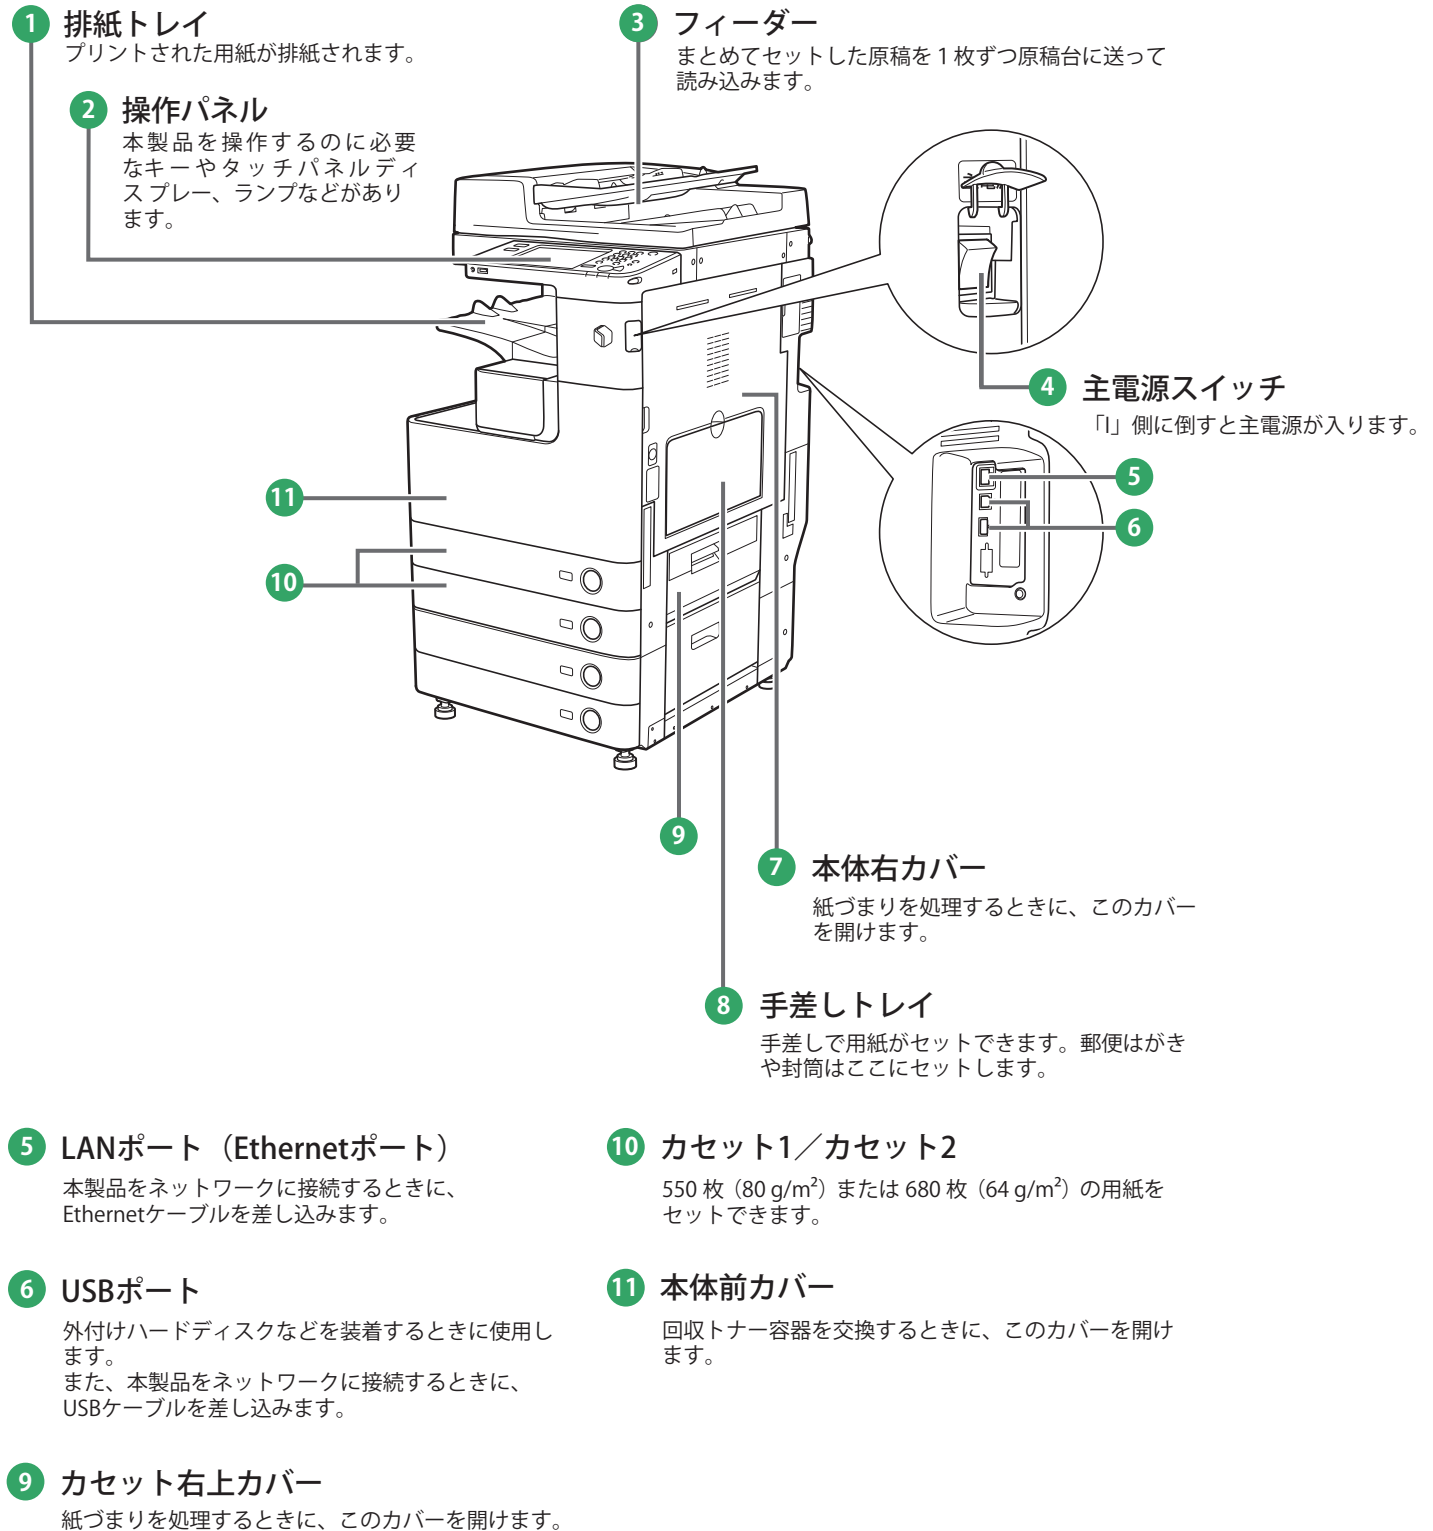 1 排紙トレイ
プリントされた用紙が排紙されます。
2 操作パネル
本製品を操作するのに必要
なキーやタッチパネルディ
スプレー、ランプなどがあり
ます。
3 フィーダー
まとめてセットした原稿を1枚ずつ原稿台に送って
読み込みます。
4 主電源スイッチ
「I」側に倒すと主電源が入ります。
5
6
11
10
9
7 本体右カバー
紙づまりを処理するときに、このカバー
を開けます。
8 手差しトレイ
手差しで用紙がセットできます。郵便はがき
や封筒はここにセットします。
5 LANポート（Ethernetポート）
本製品をネットワークに接続するときに、
Ethernetケーブルを差し込みます。
6 USBポート
外付けハードディスクなどを装着するときに使用し
ます。
また、本製品をネットワークに接続するときに、
USBケーブルを差し込みます。
9 カセット右上カバー
紙づまりを処理するときに、このカバーを開けます。
10 カセット1／カセット2
550 枚（80 g/m²）または 680 枚（64 g/m²）の用紙を
セットできます。
11 本体前カバー
回収トナー容器を交換するときに、このカバーを開け
ます。